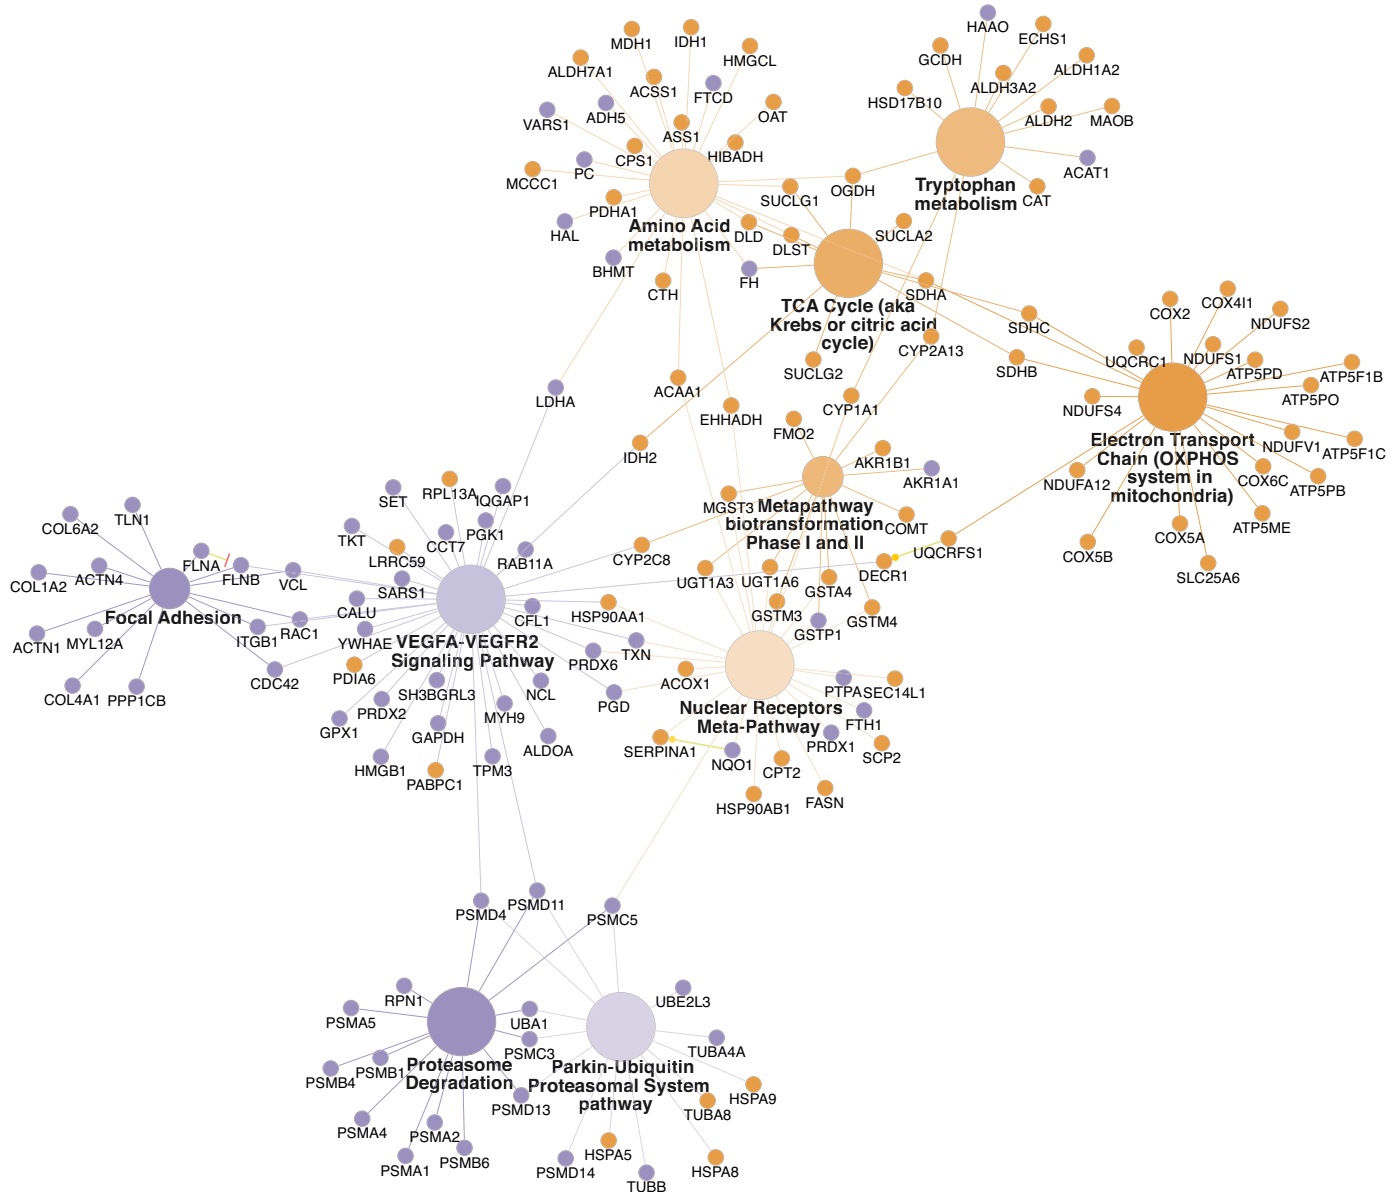 HAAO
ECHS1
MDH1
IDH1
HMGCL
GCDH
ALDH1A2
ALDH7A1
ACSS1
FTCD
ALDH3A2
HSD17B10
ADH5
OAT
VARS1
ALDH2
MAOB
ASS1
CPS1
HIBADH
PC
ACAT1
MCCC1
OGDH
Tryptophan
metabolism
CAT
SUCLG1
PDHA1
Amino Acid
metabolism
HAL
DLD
SUCLA2
DLST
BHMT
FH
CTH
SDHA
TCA Cycle (aka
Krebs or citric acid
cycle)
COX2
COX4I1
NDUFS2
SDHC
CYP2A13
UQCRC1
NDUFS1
ATP5PD
ATP5F1B
SUCLG2
SDHB
ACAA1
LDHA
ATP5PO
CYP1A1
NDUFS4
EHHADH
FMO2
Electron Transport
Chain (OXPHOS
system in
mitochondria)
NDUFV1
ATP5F1C
IDH2
AKR1B1
AKR1A1
NDUFA12
COX6C
ATP5PB
SET
RPL13A
IQGAP1
MGST3
Metapathway
biotransformation
Phase I and II
COMT
ATP5ME
COL6A2
TLN1
TKT
CCT7
PGK1
COX5A
COX5B
UQCRFS1
CYP2C8
LRRC59
RAB11A
FLNA
FLNB
VCL
DECR1
SLC25A6
COL1A2
ACTN4
SARS1
UGT1A3
UGT1A6
GSTA4
Focal Adhesion
CALU
CFL1
HSP90AA1
GSTM3
GSTM4
GSTP1
ACTN1
MYL12A
ITGB1
RAC1
YWHAE
VEGFA-VEGFR2
Signaling Pathway
PRDX6
TXN
CDC42
PDIA6
COL4A1
PPP1CB
SH3BGRL3
NCL
PGD
ACOX1
PTPA
SEC14L1
Nuclear Receptors
Meta-Pathway
PRDX2
MYH9
FTH1
GPX1
GAPDH
ALDOA
SERPINA1
NQO1
PRDX1
SCP2
HMGB1
PABPC1
TPM3
CPT2
HSP90AB1
FASN
PSMD4
PSMD11
PSMC5
RPN1
UBE2L3
PSMA5
UBA1
PSMC3
TUBA4A
PSMB4
PSMB1
Proteasome
Degradation
Parkin-Ubiquitin
Proteasomal System
pathway
HSPA9
PSMD13
TUBA8
PSMA4
PSMA2
PSMA1
PSMB6
HSPA5
PSMD14
HSPA8
TUBB